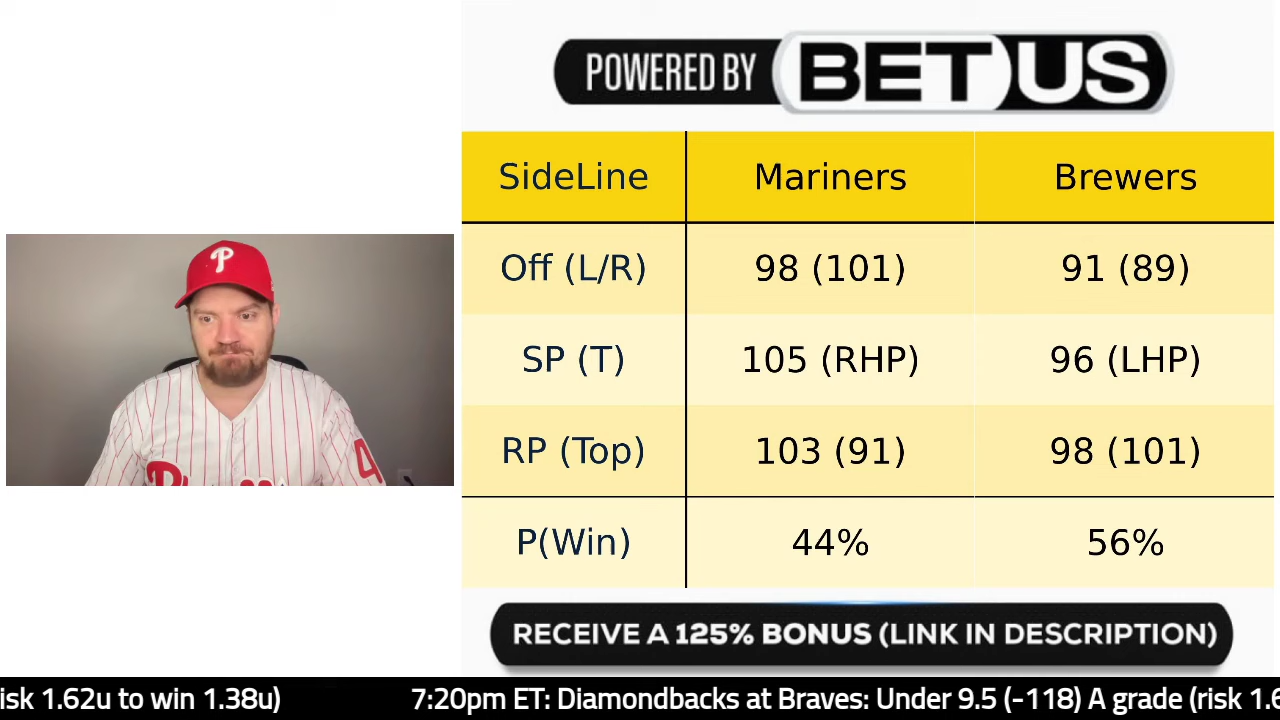 POWERED BY BETUS
SideLine Mariners Brewers
Off (L/R) 98 (101) 91 (89)
SP (T) 105 (RHP) 96 (LHP)
RP (Top) 103 (91) 98 (101)
P(Win) 44% 56%
RECEIVE A 125% BONUS (LINK IN DESCRIPTION)
P
4
isk 1.62u to win 1.38u) 7:20pm ET: Diamondbacks at Braves: Under 9.5 (-118) A grade (risk 1.6